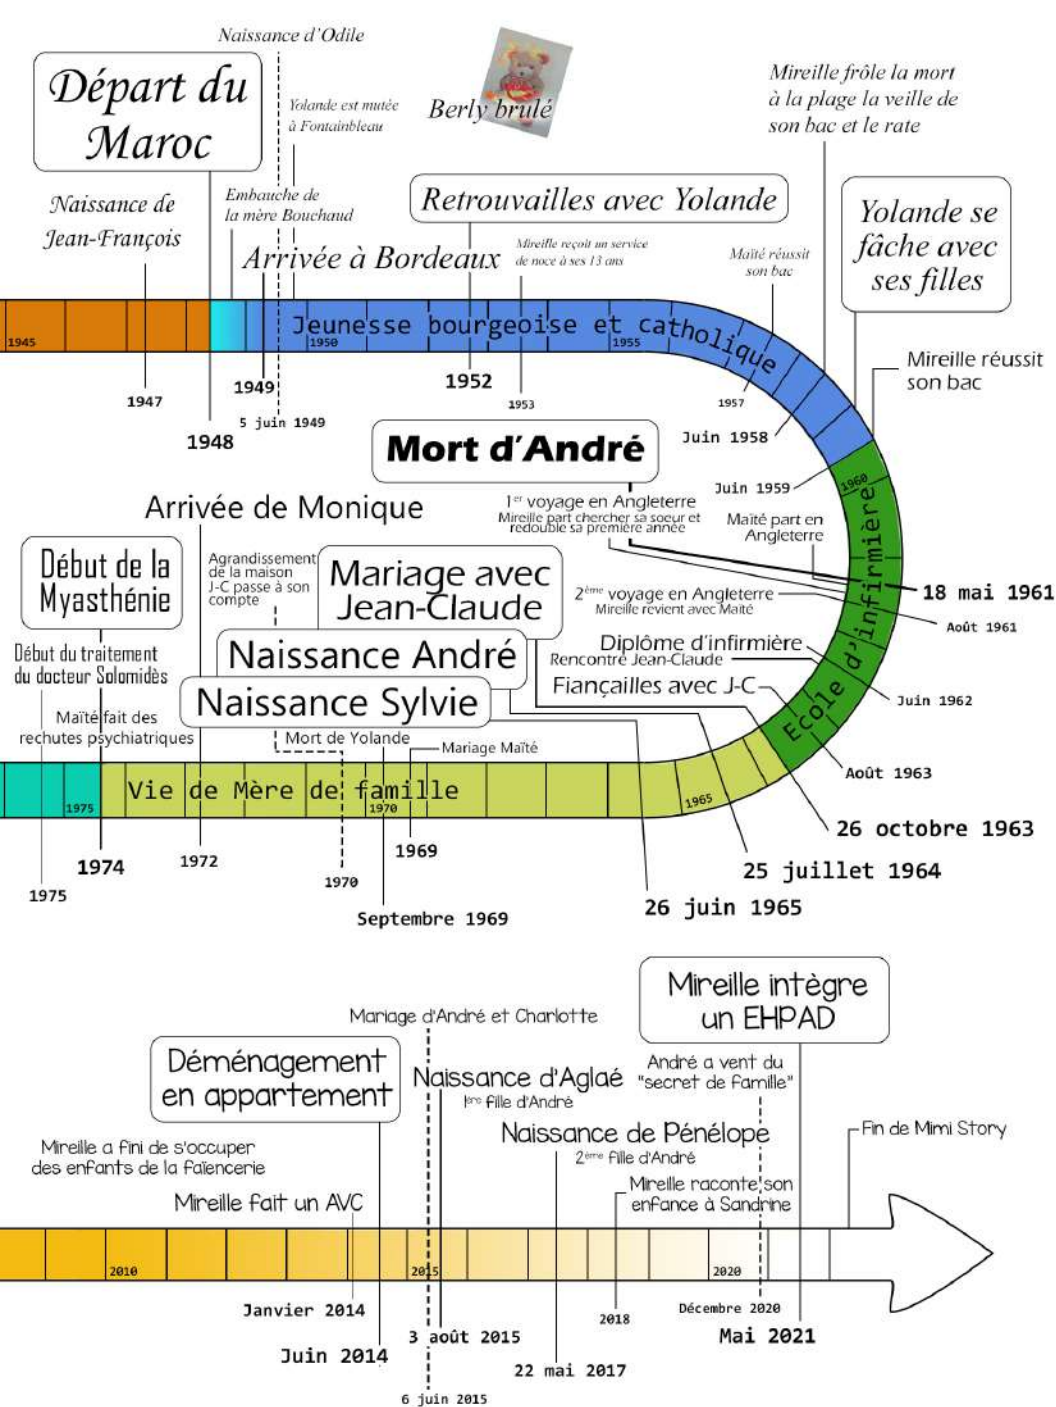 Naissance d'Odile
Départ du
Maroc
Yolande est mutée
à Fontainbleau
Berly brulé
Mireille frôle la mort
à la plage la veille de
son bac et le rate
Naissance de
Jean-François
Embauche de
la mère Bouchaud
Retrouvailles avec Yolande
Yolande se
fâche avec
ses filles
Arrivée à Bordeaux
Mireille reçoit un service
de noce à ses 13 ans
Maïté réussit
son bac
Jeunesse bourgeoise et catholique
1945
1950
1955
Mireille réussit
son bac
1947
1949
1952
1953
1957
5 juin 1949
1948
Juin 1958
Mort d'André
Juin 1959
1960
Ecole d'infirmière
Arrivée de Monique
1er voyage en Angleterre
Mireille part chercher sa soeur et
redouble sa première année
Maïté part en
Angleterre
Début de la
Myasthénie
Agrandissement
de la maison
J-C passe à son
compte
Mariage avec
Jean-Claude
2ème voyage en Angleterre
Mireille revient avec Maïté
18 mai 1961
Août 1961
Naissance André
Diplôme d'infirmière
Rencontre Jean-Claude
Début du traitement
du docteur Solomidès
Naissance Sylvie
Fiançailles avec J-C
Juin 1962
Maïté fait des
rechutes psychiatriques
Mort de Yolande
Mariage Maïté
Août 1963
Vie de Mère de famille
1975
1970
1965
26 octobre 1963
1974
1972
1969
25 juillet 1964
1975
1970
Septembre 1969
26 juin 1965
Mireille intègre
un EHPAD
Mariage d'André et Charlotte
Déménagement
en appartement
Naissance d'Aglaé
1ère fille d'André
André a vent du
"secret de famille"
Naissance de Pénélope
2ème fille d'André
Fin de Mimi Story
Mireille a fini de s'occuper
des enfants de la faïencerie
Mireille fait un AVC
Mireille raconte son
enfance à Sandrine
2010
2015
2020
Janvier 2014
3 août 2015
2018
Décembre 2020
Mai 2021
Juin 2014
22 mai 2017
6 juin 2015